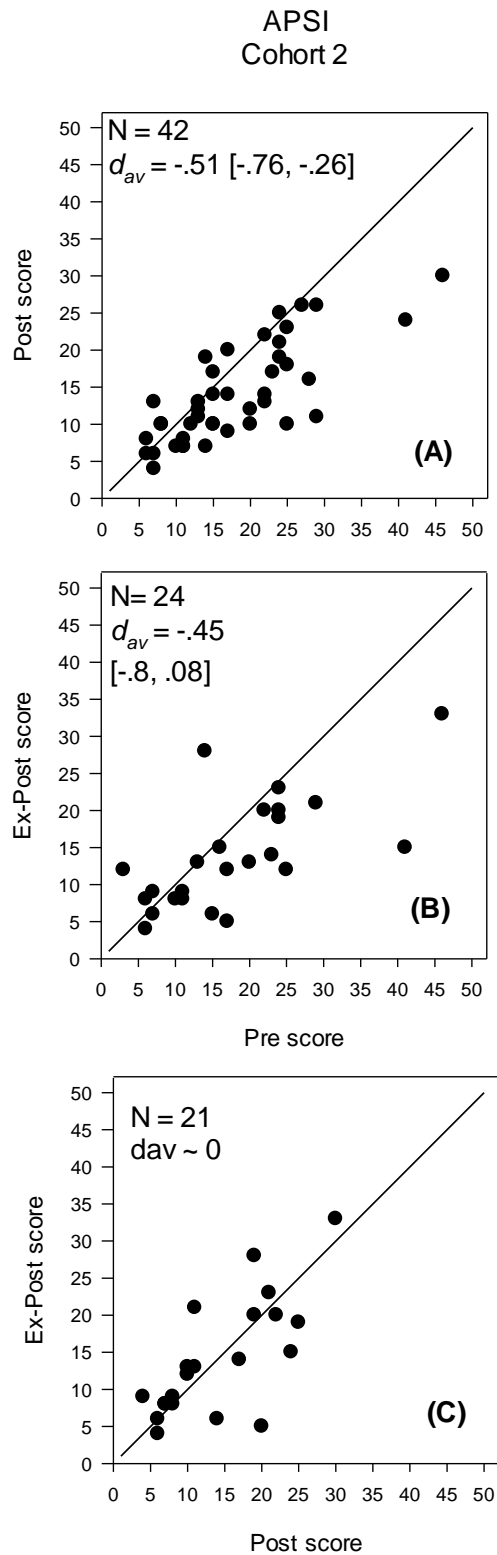 APSI
Cohort 2
50
45
40
35
30
25
20
15
10
5
0
Post score
N = 42
dav = -.51 [-.76, -.26]
(A)
0 5 10 15 20 25 30 35 40 45 50
50
45
40
35
30
25
20
15
10
5
0
Ex-Post score
N= 24
dav = -.45
[-.8, .08]
(B)
0 5 10 15 20 25 30 35 40 45 50
Pre score
50
45
40
35
30
25
20
15
10
5
0
Ex-Post score
N = 21
dav ~ 0
(C)
0 5 10 15 20 25 30 35 40 45 50
Post score